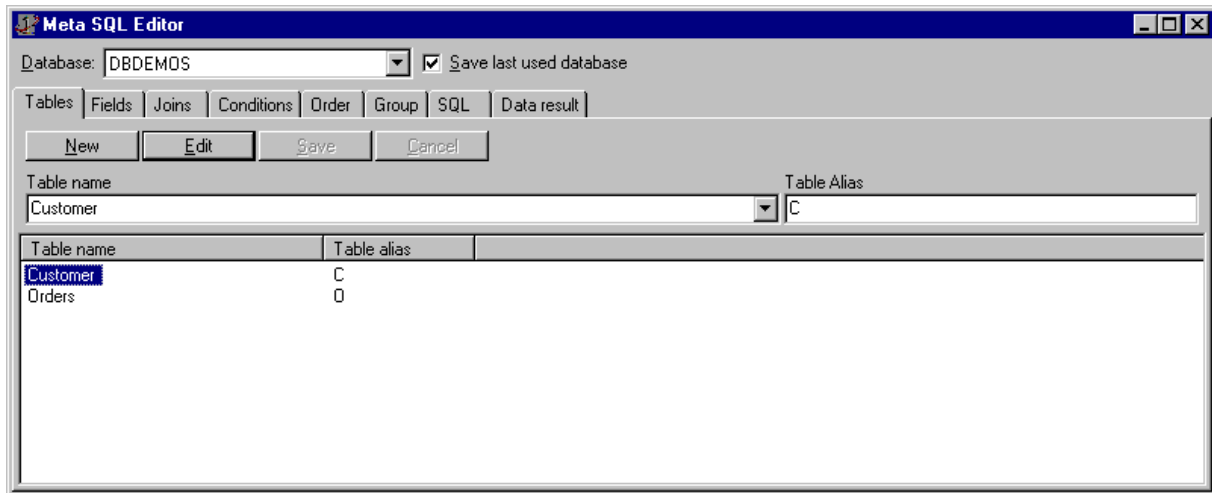 Meta SQL Editor
Database: DBDEMOS Save last used database
Tables Fields Joins Conditions Order Group SQL Data result
New Edit Save Cancel
Table name Table Alias
Customer C
Table name Table alias
Customer C
Orders O